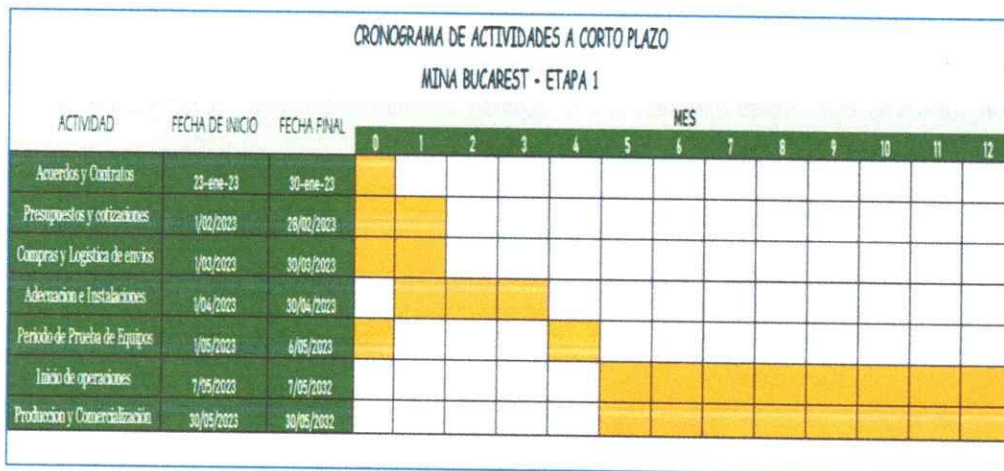 CRONOGRAMA DE ACTIVIDADES A CORTO PLAZO
MINA BUCAREST - ETAPA 1
ACTIVIDAD FECHA DE INICIO FECHA FINAL MES
0 1 2 3 4 5 6 7 8 9 10 11 12
Acuerdos y Contratos 23-ene-23 30-ene-23
Presupuestos y cotizaciones 1/02/2023 28/02/2023
Compras y Logistica de envios 1/03/2023 30/03/2023
Adecuacion e Instalaciones 1/04/2023 30/04/2023
Periodo de Prueba de Equipos 1/05/2023 6/05/2023
Inicio de operaciones 7/05/2023 7/05/2032
Produccion y Comercialización 30/05/2023 30/05/2032